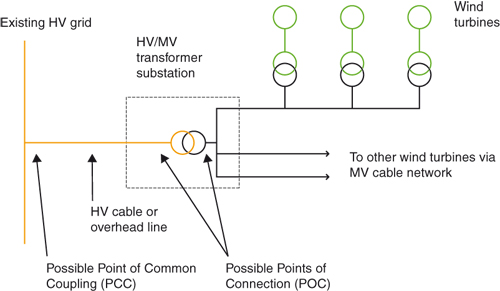 Existing HV grid
Wind
turbines
HV/MV
transformer
substation
To other wind turbines via
MV cable network
HV cable or
overhead line
Possible Point of Common
Coupling (PCC)
Possible Points of
Connection (POC)